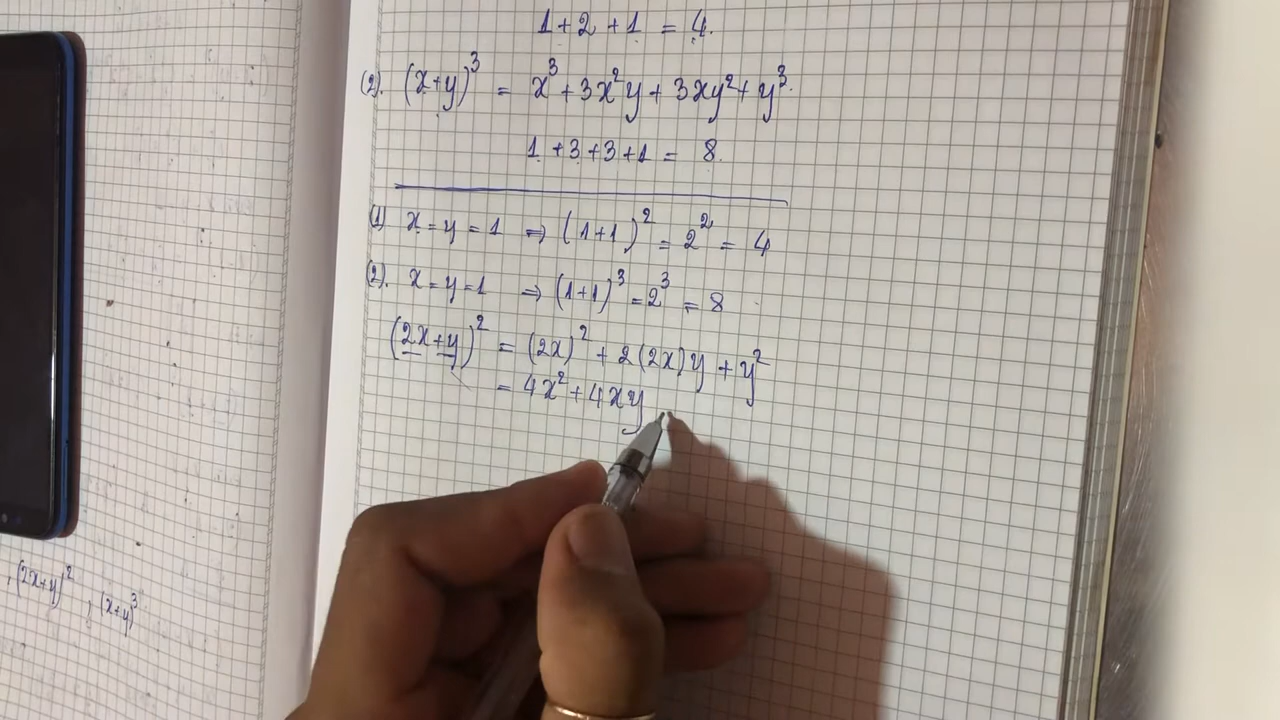 1+2+1 = 4.
(2). (x+y)³ = x³+3x²y+3xy²+y³.
1+3+3+1 = 8.
(1) x=y=1 ⇒ (1+1)² = 2² = 4
(2). x=y=1 ⇒ (1+1)³ = 2³ = 8
(2x+y)² = (2x)² + 2(2x)y + y²
= 4x² + 4xy
, (2x+y)² , (x+y)³